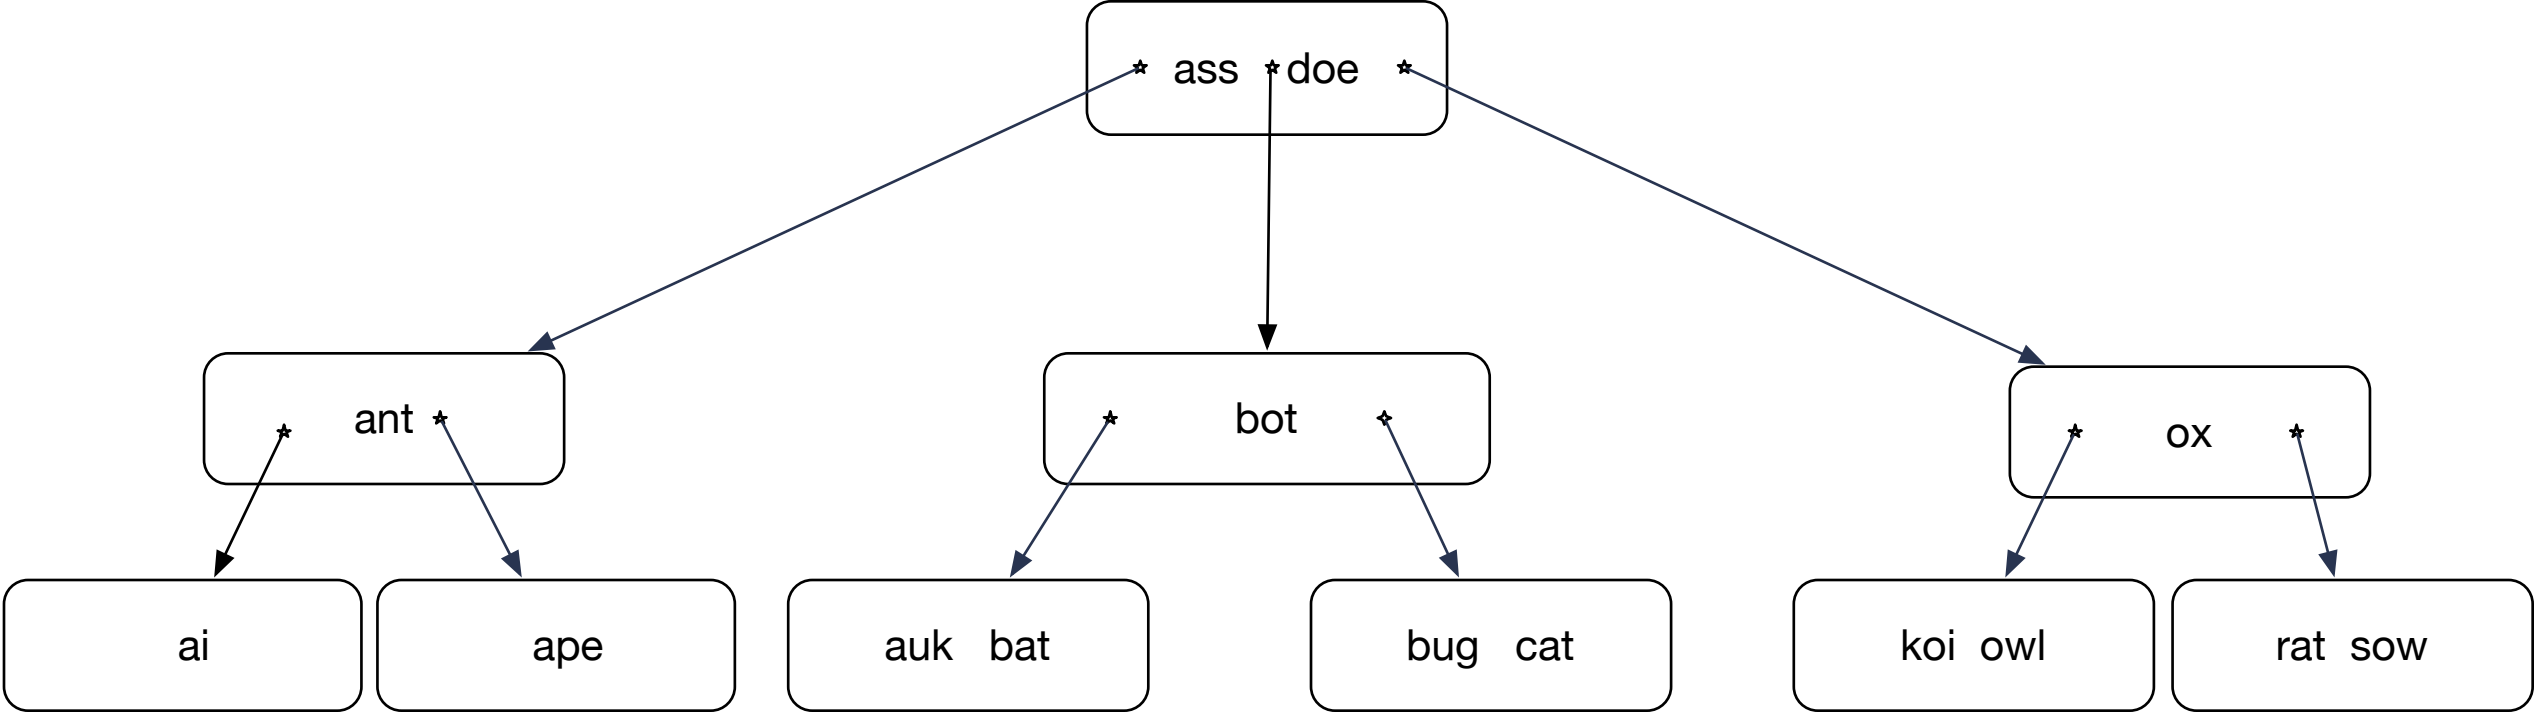 ass doe
ant bot ox
ai ape auk bat bug cat koi owl rat sow